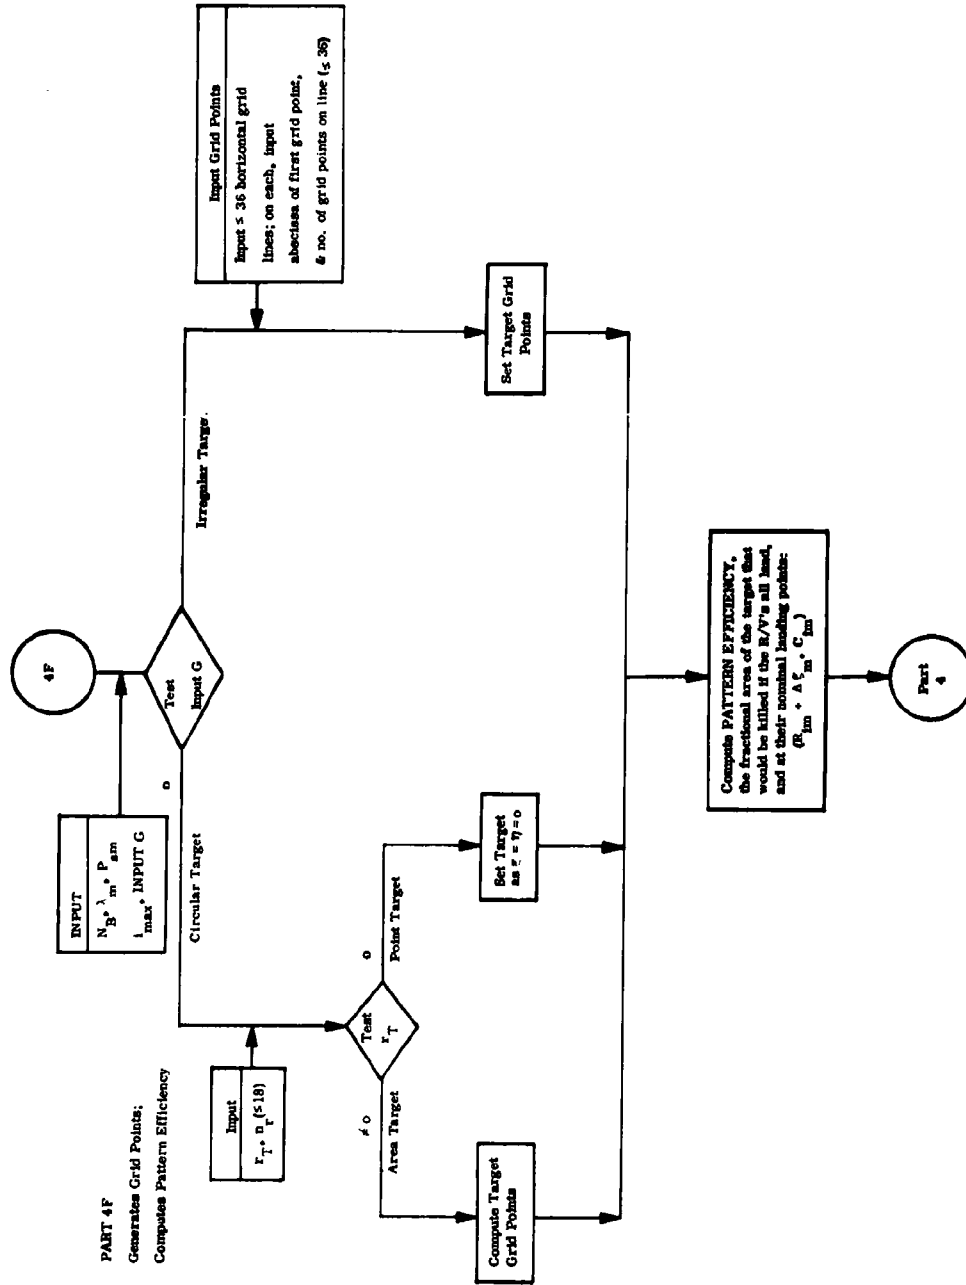 PART 4F
Generates Grid Points;
Computes Pattern Efficiency
4F
INPUT
N_B, λ_m, P_am
i_max, INPUT G
Test
Input G
0
Circular Target
Irregular Target
Input
r_T, n_r (≤18)
Input Grid Points
Input ≤ 36 horizontal grid
lines; on each, input
abscissa of first grid point,
& no. of grid points on line (≤ 36)
Test
r_T
≠ 0
Area Target
0
Point Target
Compute Target
Grid Points
Set Target
as = η = 0
Set Target Grid
Points
Compute PATTERN EFFICIENCY,
the fractional area of the target that
would be killed if the R/V's all land,
and at their nominal landing points:
(R_im + Δζ_m, C_im)
Part
4